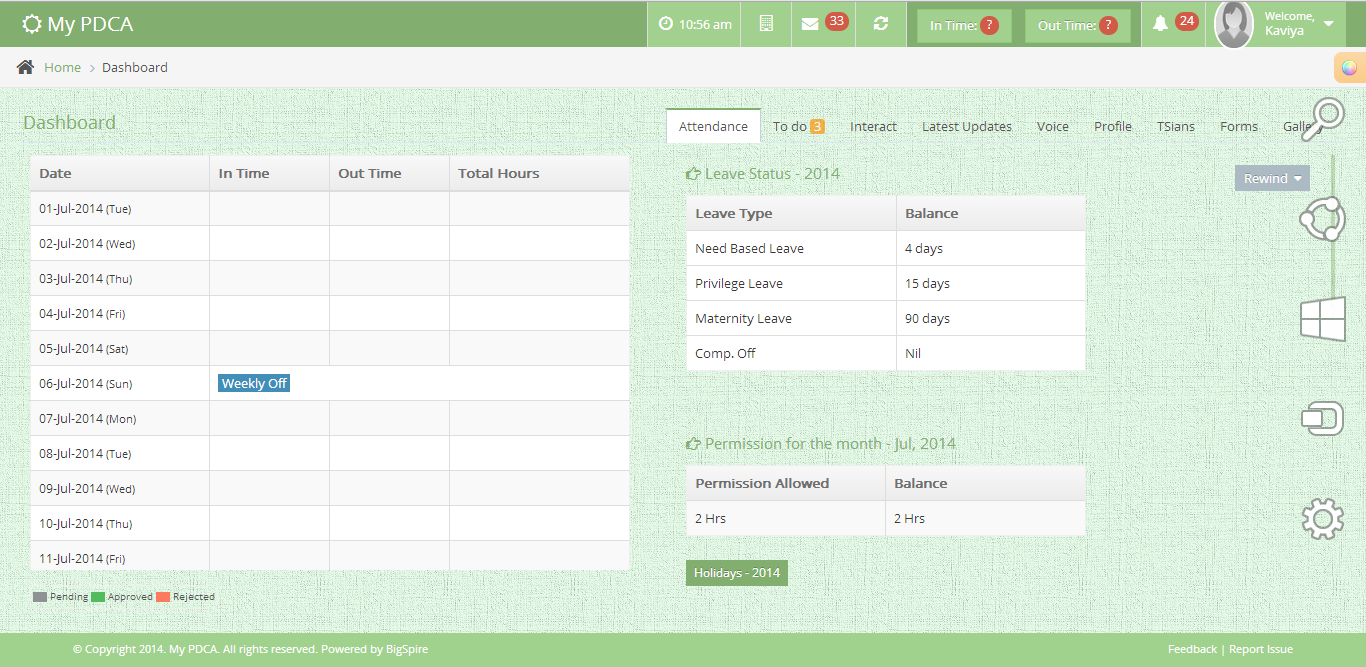 My PDCA
10:56 am
33
In Time: ?
Out Time: ?
24
Welcome,
Kaviya
Home > Dashboard
Dashboard
Date In Time Out Time Total Hours
01-Jul-2014 (Tue)
02-Jul-2014 (Wed)
03-Jul-2014 (Thu)
04-Jul-2014 (Fri)
05-Jul-2014 (Sat)
06-Jul-2014 (Sun) Weekly Off
07-Jul-2014 (Mon)
08-Jul-2014 (Tue)
09-Jul-2014 (Wed)
10-Jul-2014 (Thu)
11-Jul-2014 (Fri)
Pending Approved Rejected
Attendance To do 3 Interact Latest Updates Voice Profile TSians Forms Gallery
Leave Status - 2014
Rewind
Leave Type Balance
Need Based Leave 4 days
Privilege Leave 15 days
Maternity Leave 90 days
Comp. Off Nil
Permission for the month - Jul, 2014
Permission Allowed Balance
2 Hrs 2 Hrs
Holidays - 2014
© Copyright 2014. My PDCA. All rights reserved. Powered by BigSpire
Feedback | Report Issue